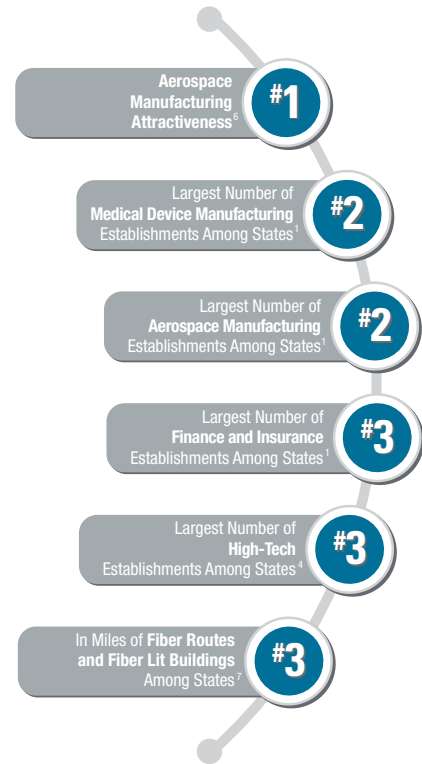 Aerospace
Manufacturing
Attractiveness⁶
#1
Largest Number of
Medical Device Manufacturing
Establishments Among States¹
#2
Largest Number of
Aerospace Manufacturing
Establishments Among States¹
#2
Largest Number of
Finance and Insurance
Establishments Among States¹
#3
Largest Number of
High-Tech
Establishments Among States⁴
#3
In Miles of Fiber Routes
and Fiber Lit Buildings
Among States⁷
#3